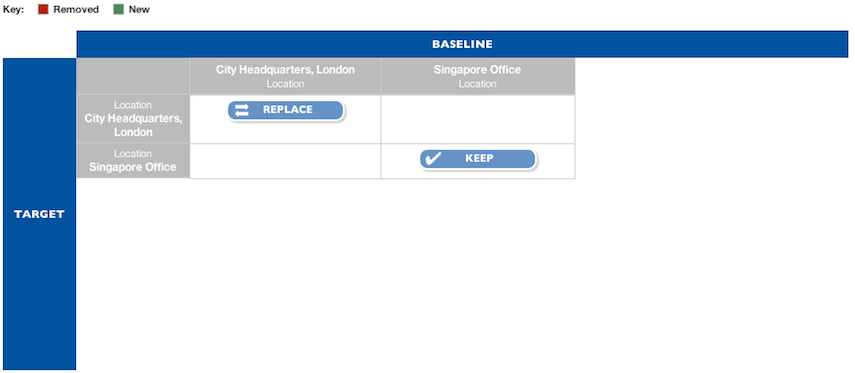 Key: Removed New
BASELINE
City Headquarters, London
Location
Singapore Office
Location
Location
City Headquarters,
London
REPLACE
Location
Singapore Office
KEEP
TARGET